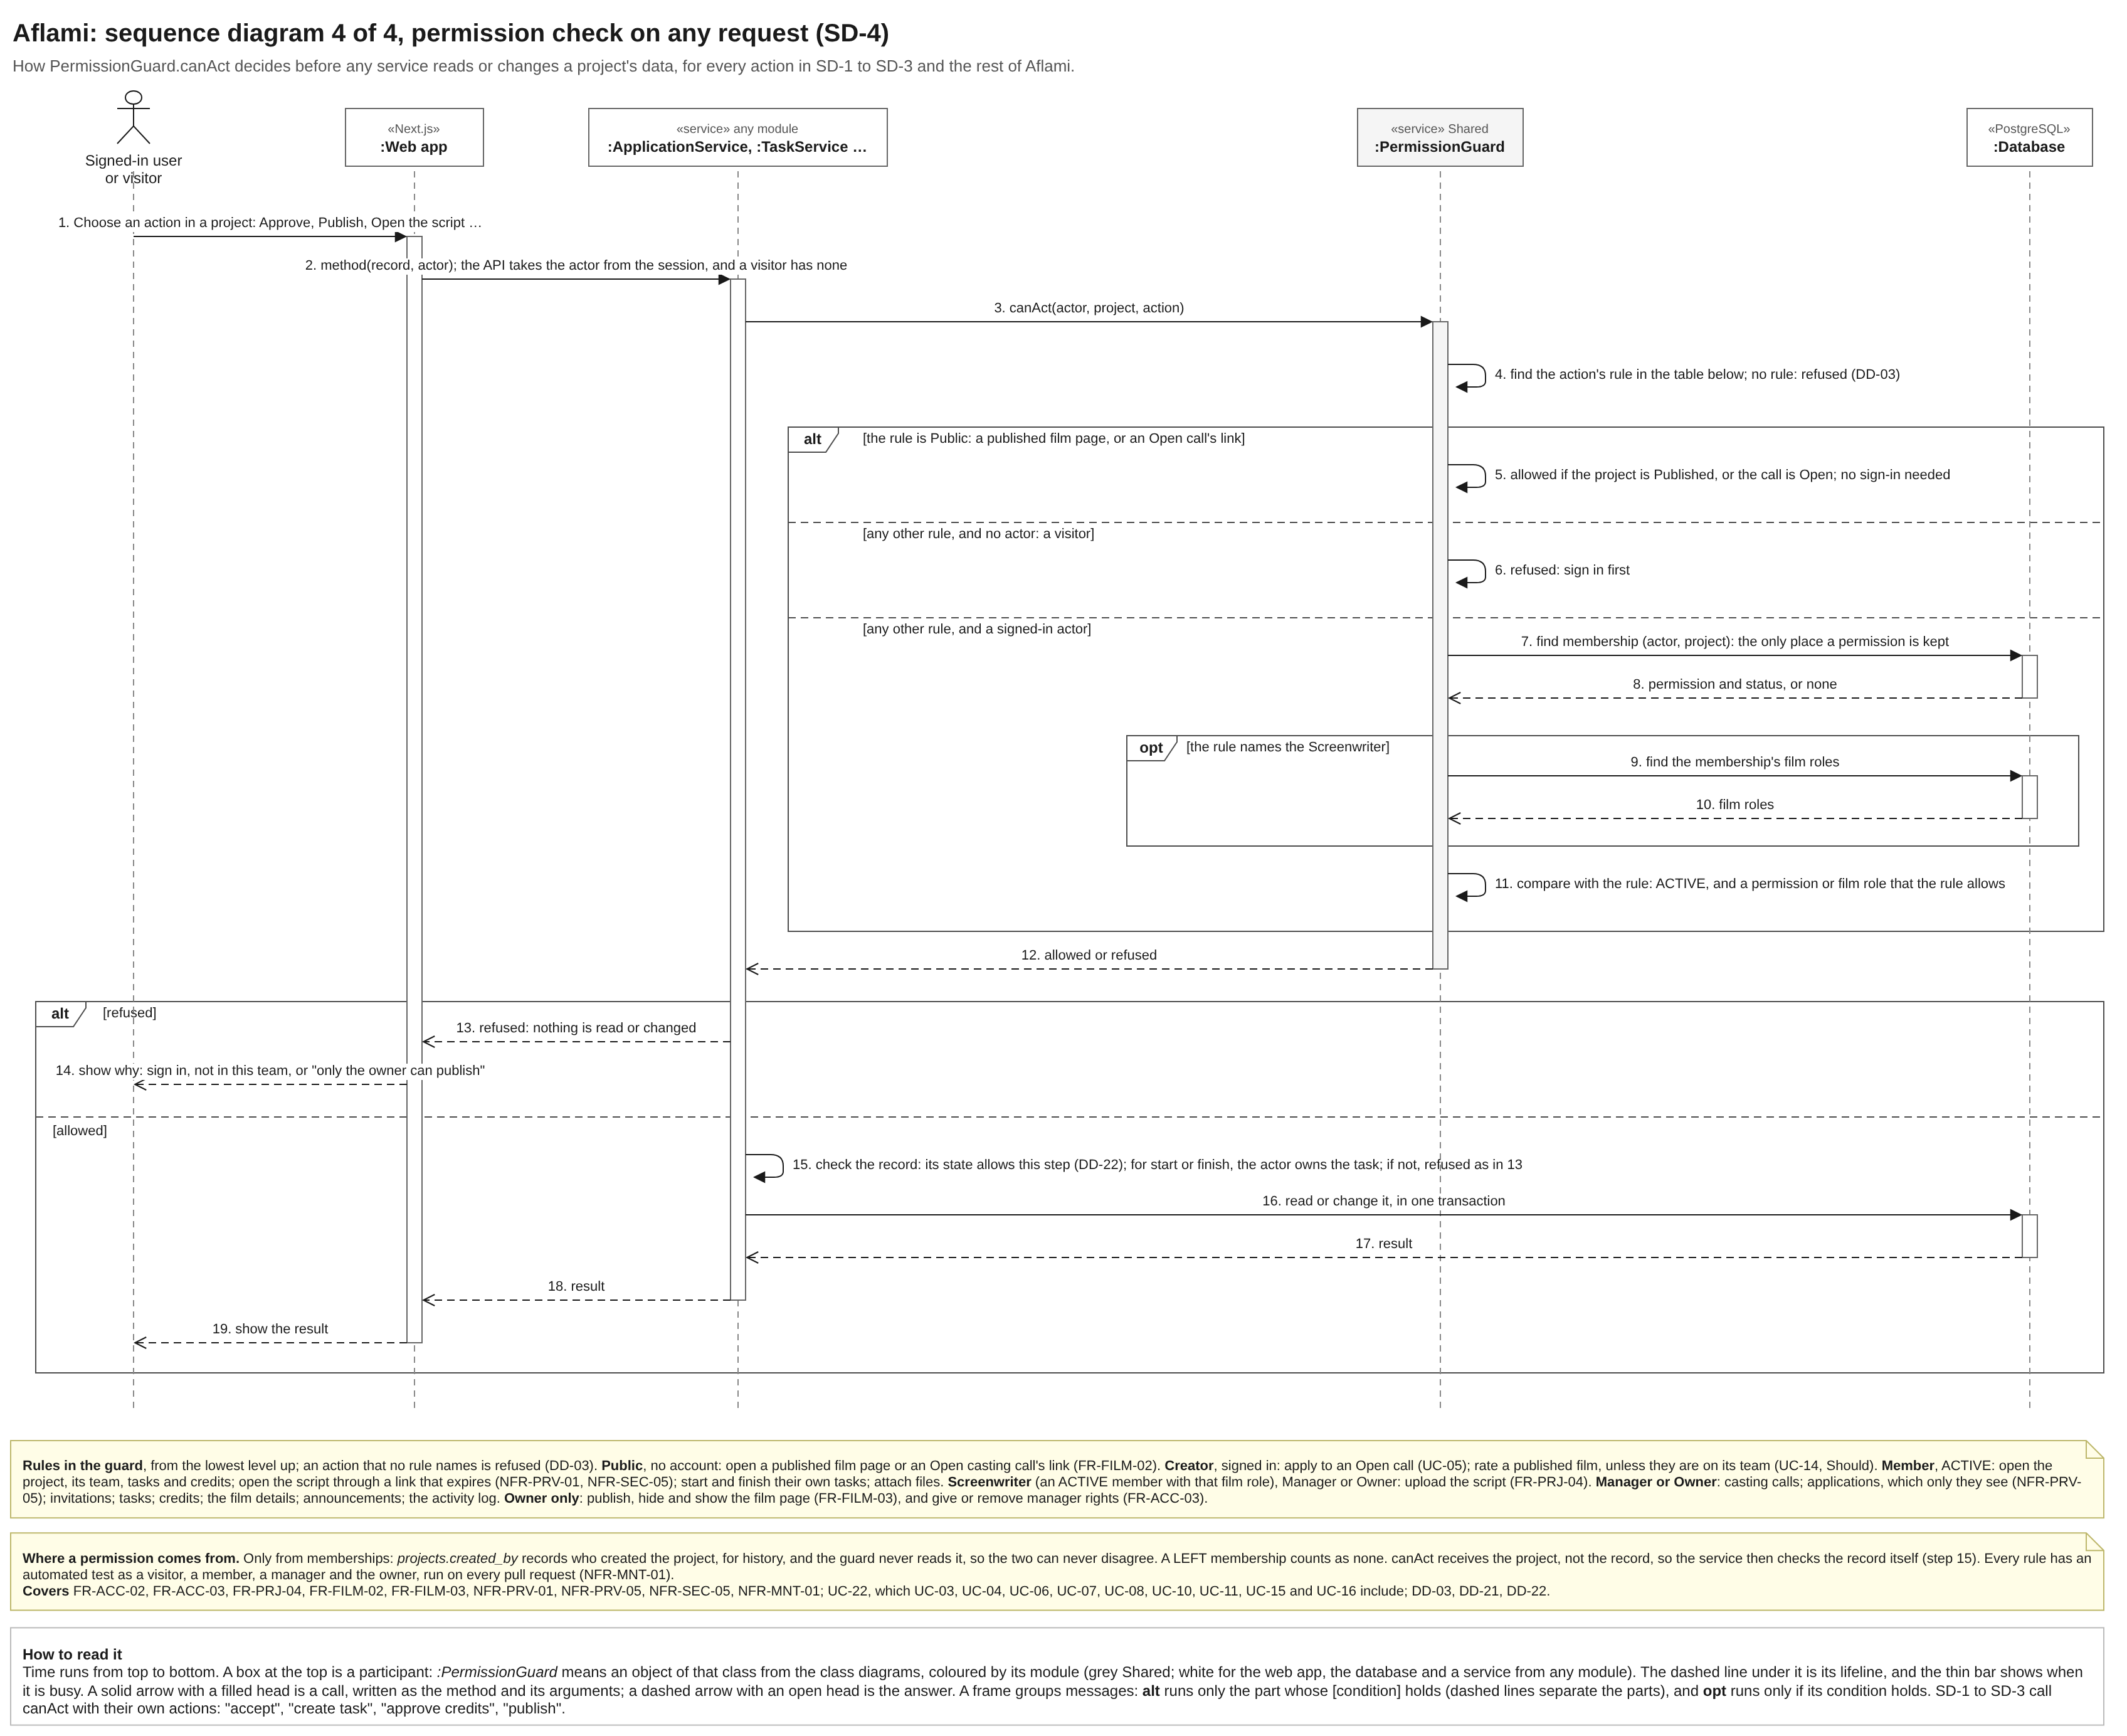 Aflami: sequence diagram 4 of 4, permission check on any request (SD-4)
How PermissionGuard.canAct decides before any service reads or changes a project's data, for every action in SD-1 to SD-3 and the rest of Aflami.
Signed-in user
or visitor
«Next.js»
:Web app
«service» any module
:ApplicationService, :TaskService …
«service» Shared
:PermissionGuard
«PostgreSQL»
:Database
1. Choose an action in a project: Approve, Publish, Open the script …
2. method(record, actor); the API takes the actor from the session, and a visitor has none
3. canAct(actor, project, action)
4. find the action's rule in the table below; no rule: refused (DD-03)
alt
[the rule is Public: a published film page, or an Open call's link]
5. allowed if the project is Published, or the call is Open; no sign-in needed
[any other rule, and no actor: a visitor]
6. refused: sign in first
[any other rule, and a signed-in actor]
7. find membership (actor, project): the only place a permission is kept
8. permission and status, or none
opt
[the rule names the Screenwriter]
9. find the membership's film roles
10. film roles
11. compare with the rule: ACTIVE, and a permission or film role that the rule allows
12. allowed or refused
alt
[refused]
13. refused: nothing is read or changed
14. show why: sign in, not in this team, or "only the owner can publish"
[allowed]
15. check the record: its state allows this step (DD-22); for start or finish, the actor owns the task; if not, refused as in 13
16. read or change it, in one transaction
17. result
18. result
19. show the result
Rules in the guard, from the lowest level up; an action that no rule names is refused (DD-03). Public, no account: open a published film page or an Open casting call's link (FR-FILM-02). Creator, signed in: apply to an Open call (UC-05); rate a published film, unless they are on its team (UC-14, Should). Member, ACTIVE: open the
project, its team, tasks and credits; open the script through a link that expires (NFR-PRV-01, NFR-SEC-05); start and finish their own tasks; attach files. Screenwriter (an ACTIVE member with that film role), Manager or Owner: upload the script (FR-PRJ-04). Manager or Owner: casting calls; applications, which only they see (NFR-PRV-
05); invitations; tasks; credits; the film details; announcements; the activity log. Owner only: publish, hide and show the film page (FR-FILM-03), and give or remove manager rights (FR-ACC-03).
Where a permission comes from. Only from memberships: projects.created_by records who created the project, for history, and the guard never reads it, so the two can never disagree. A LEFT membership counts as none. canAct receives the project, not the record, so the service then checks the record itself (step 15). Every rule has an
automated test as a visitor, a member, a manager and the owner, run on every pull request (NFR-MNT-01).
Covers FR-ACC-02, FR-ACC-03, FR-PRJ-04, FR-FILM-02, FR-FILM-03, NFR-PRV-01, NFR-PRV-05, NFR-SEC-05, NFR-MNT-01; UC-22, which UC-03, UC-04, UC-06, UC-07, UC-08, UC-10, UC-11, UC-15 and UC-16 include; DD-03, DD-21, DD-22.
How to read it
Time runs from top to bottom. A box at the top is a participant: :PermissionGuard means an object of that class from the class diagrams, coloured by its module (grey Shared; white for the web app, the database and a service from any module). The dashed line under it is its lifeline, and the thin bar shows when
it is busy. A solid arrow with a filled head is a call, written as the method and its arguments; a dashed arrow with an open head is the answer. A frame groups messages: alt runs only the part whose [condition] holds (dashed lines separate the parts), and opt runs only if its condition holds. SD-1 to SD-3 call
canAct with their own actions: "accept", "create task", "approve credits", "publish".